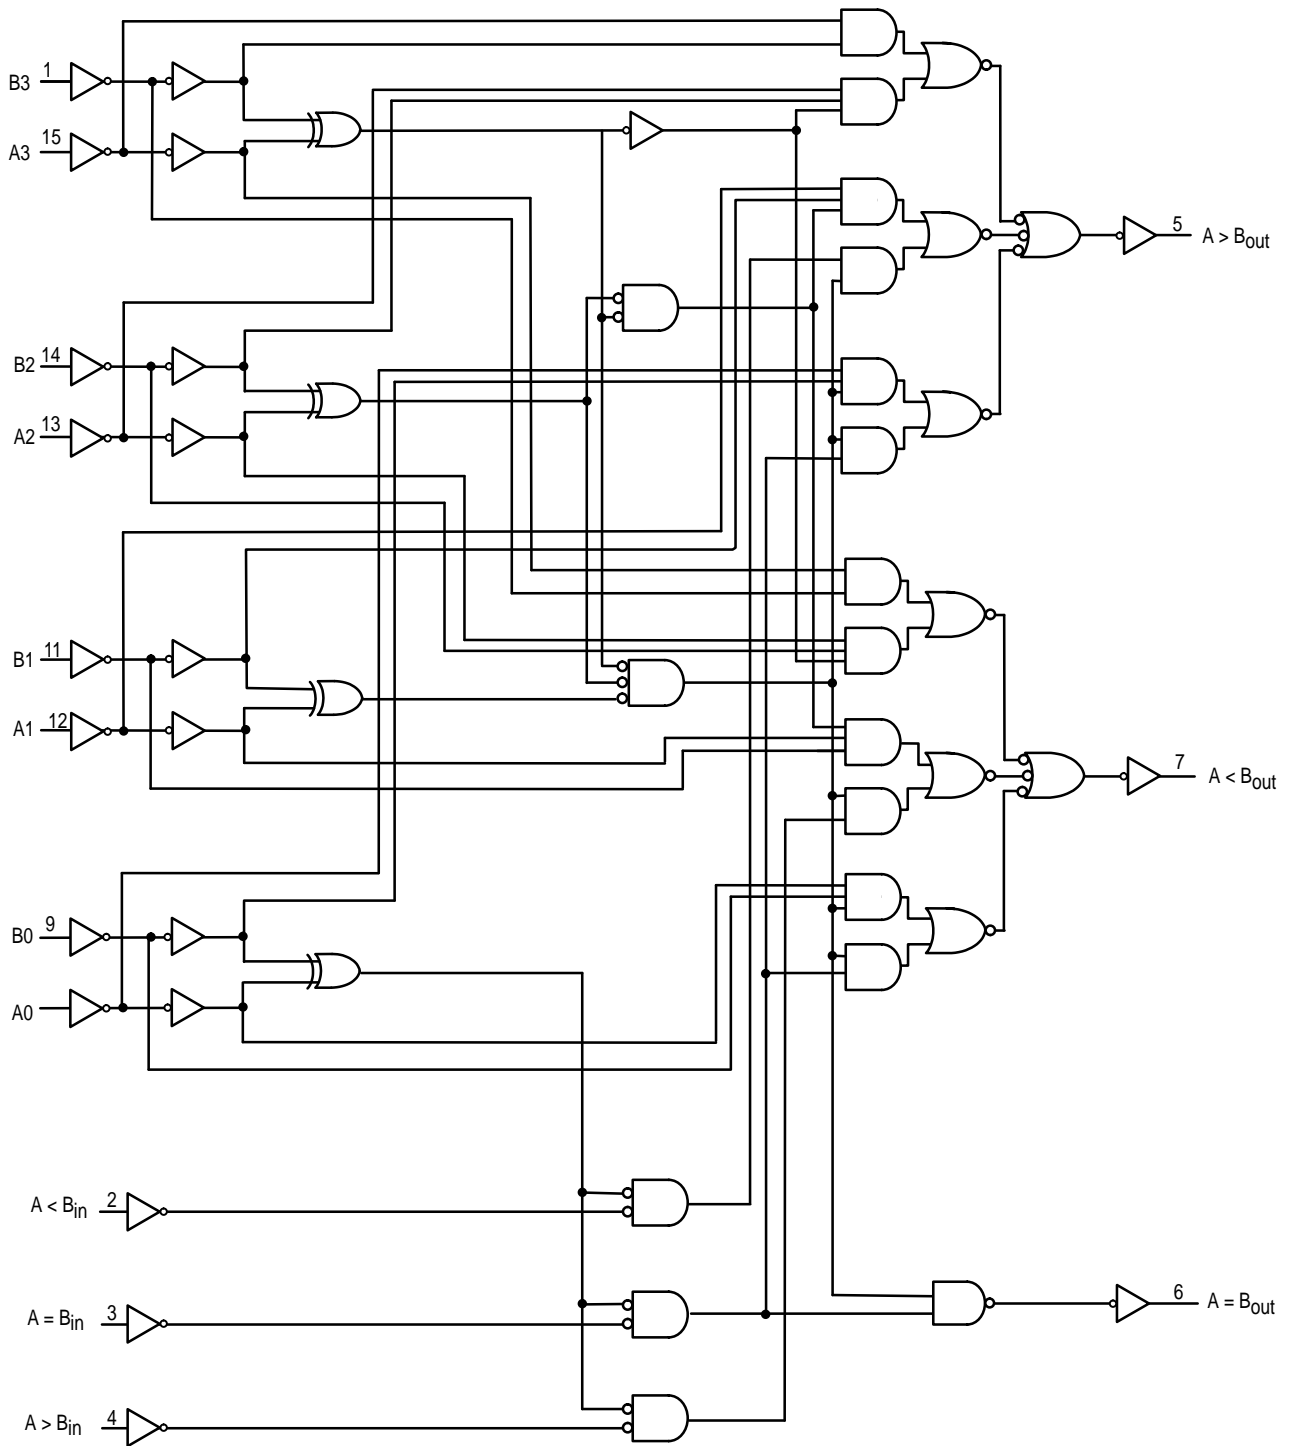 B3 1
A3 15
5 A > Bout
B2 14
A2 13
B1 11
A1 12
7 A < Bout
B0 9
A0
A < Bin 2
A = Bin 3
6 A = Bout
A > Bin 4